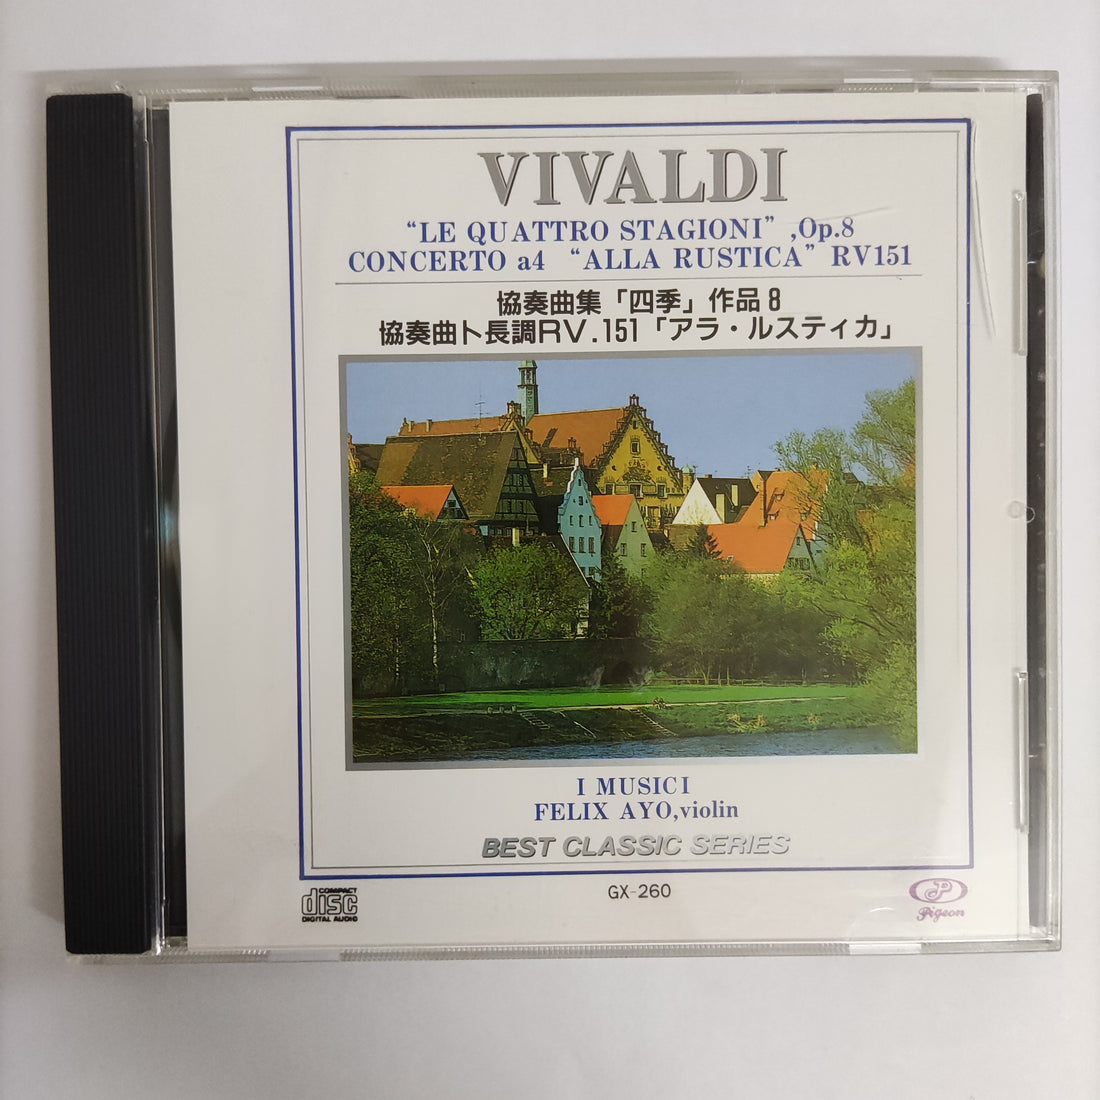 VIVALDI
"LE QUATTRO STAGIONI" ,Op.8
CONCERTO a4 "ALLA RUSTICA" RV151
協奏曲集「四季」作品8
協奏曲ト長調RV.151「アラ・ルスティカ」
I MUSICI
FELIX AYO,violin
BEST CLASSIC SERIES
COMPACT
disc
DIGITAL AUDIO
GX-260
P
Pigeon